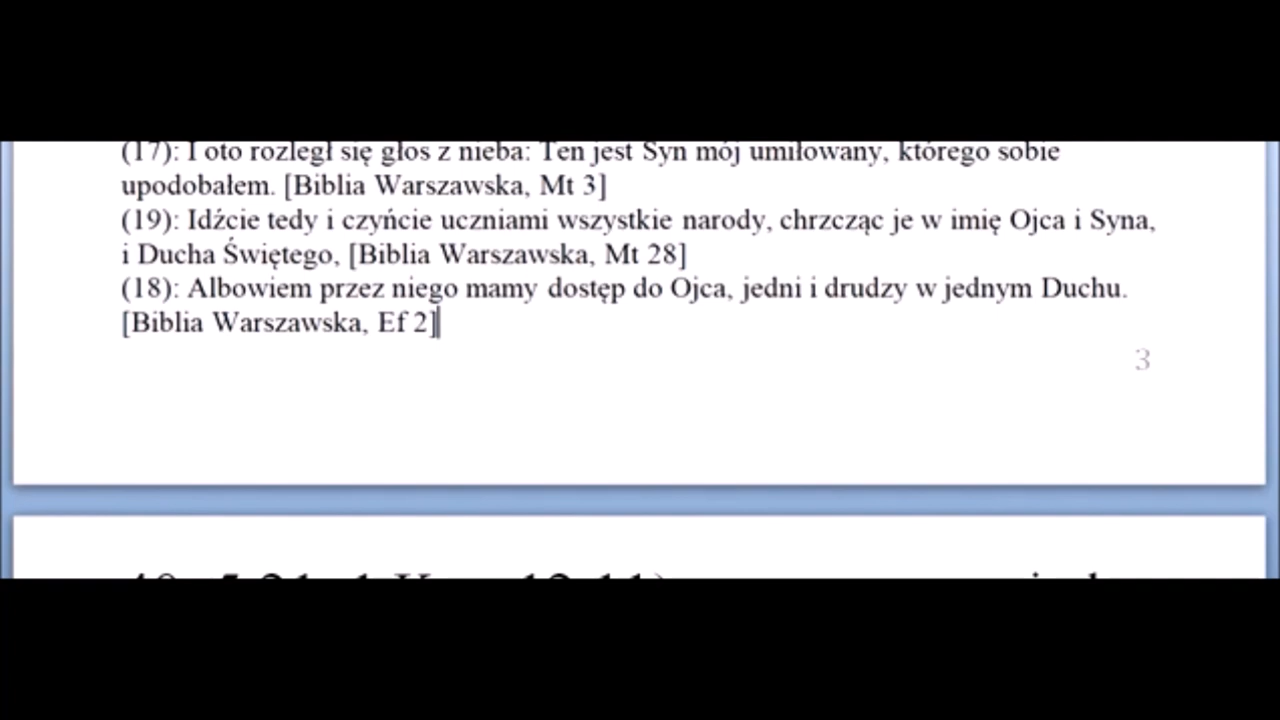 (17): I oto rozległ się głos z nieba: Ten jest Syn mój umiłowany, którego sobie
upodobałem. [Biblia Warszawska, Mt 3]
(19): Idźcie tedy i czyńcie uczniami wszystkie narody, chrzcząc je w imię Ojca i Syna,
i Ducha Świętego, [Biblia Warszawska, Mt 28]
(18): Albowiem przez niego mamy dostęp do Ojca, jedni i drudzy w jednym Duchu.
[Biblia Warszawska, Ef 2]
3